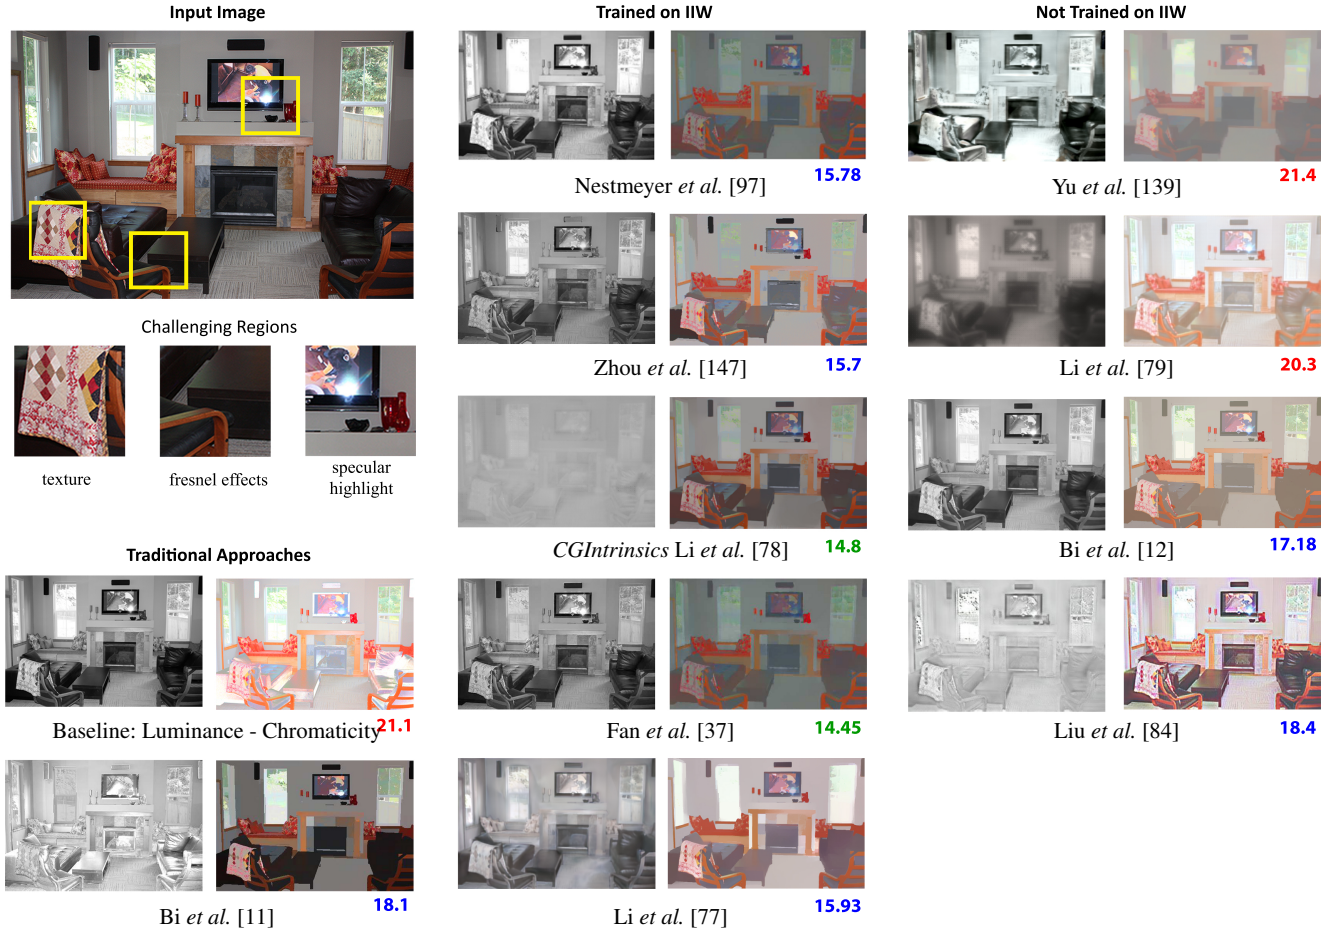 Input Image
Challenging Regions
texture
fresnel effects
specular
highlight
Traditional Approaches
Baseline: Luminance - Chromaticity
21.1
Bi et al. [11]
18.1
Trained on IIW
Nestmeyer et al. [97]
15.78
Zhou et al. [147]
15.7
CGIntrinsics Li et al. [78]
14.8
Fan et al. [37]
14.45
Li et al. [77]
15.93
Not Trained on IIW
Yu et al. [139]
21.4
Li et al. [79]
20.3
Bi et al. [12]
17.18
Liu et al. [84]
18.4